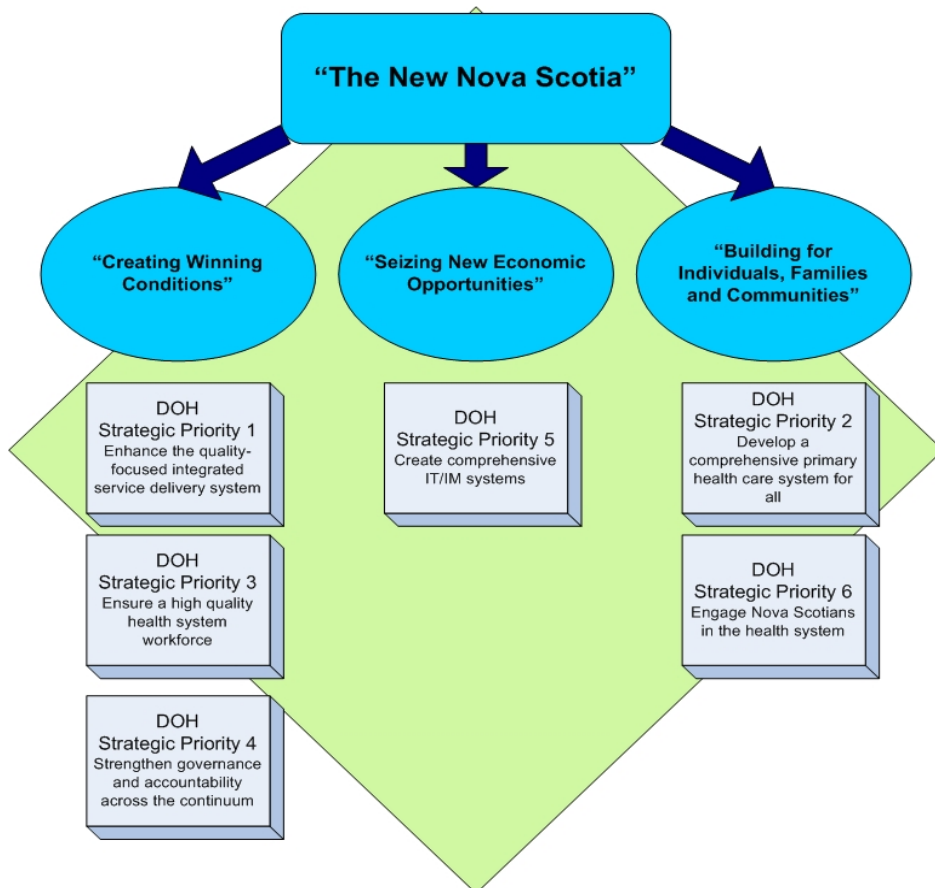 “The New Nova Scotia”
“Creating Winning
Conditions”
“Seizing New Economic
Opportunities”
“Building for
Individuals, Families
and Communities”
DOH
Strategic Priority 1
Enhance the quality-
focused integrated
service delivery system
DOH
Strategic Priority 3
Ensure a high quality
health system
workforce
DOH
Strategic Priority 4
Strengthen governance
and accountability
across the continuum
DOH
Strategic Priority 5
Create comprehensive
IT/IM systems
DOH
Strategic Priority 2
Develop a
comprehensive primary
health care system for
all
DOH
Strategic Priority 6
Engage Nova Scotians
in the health system